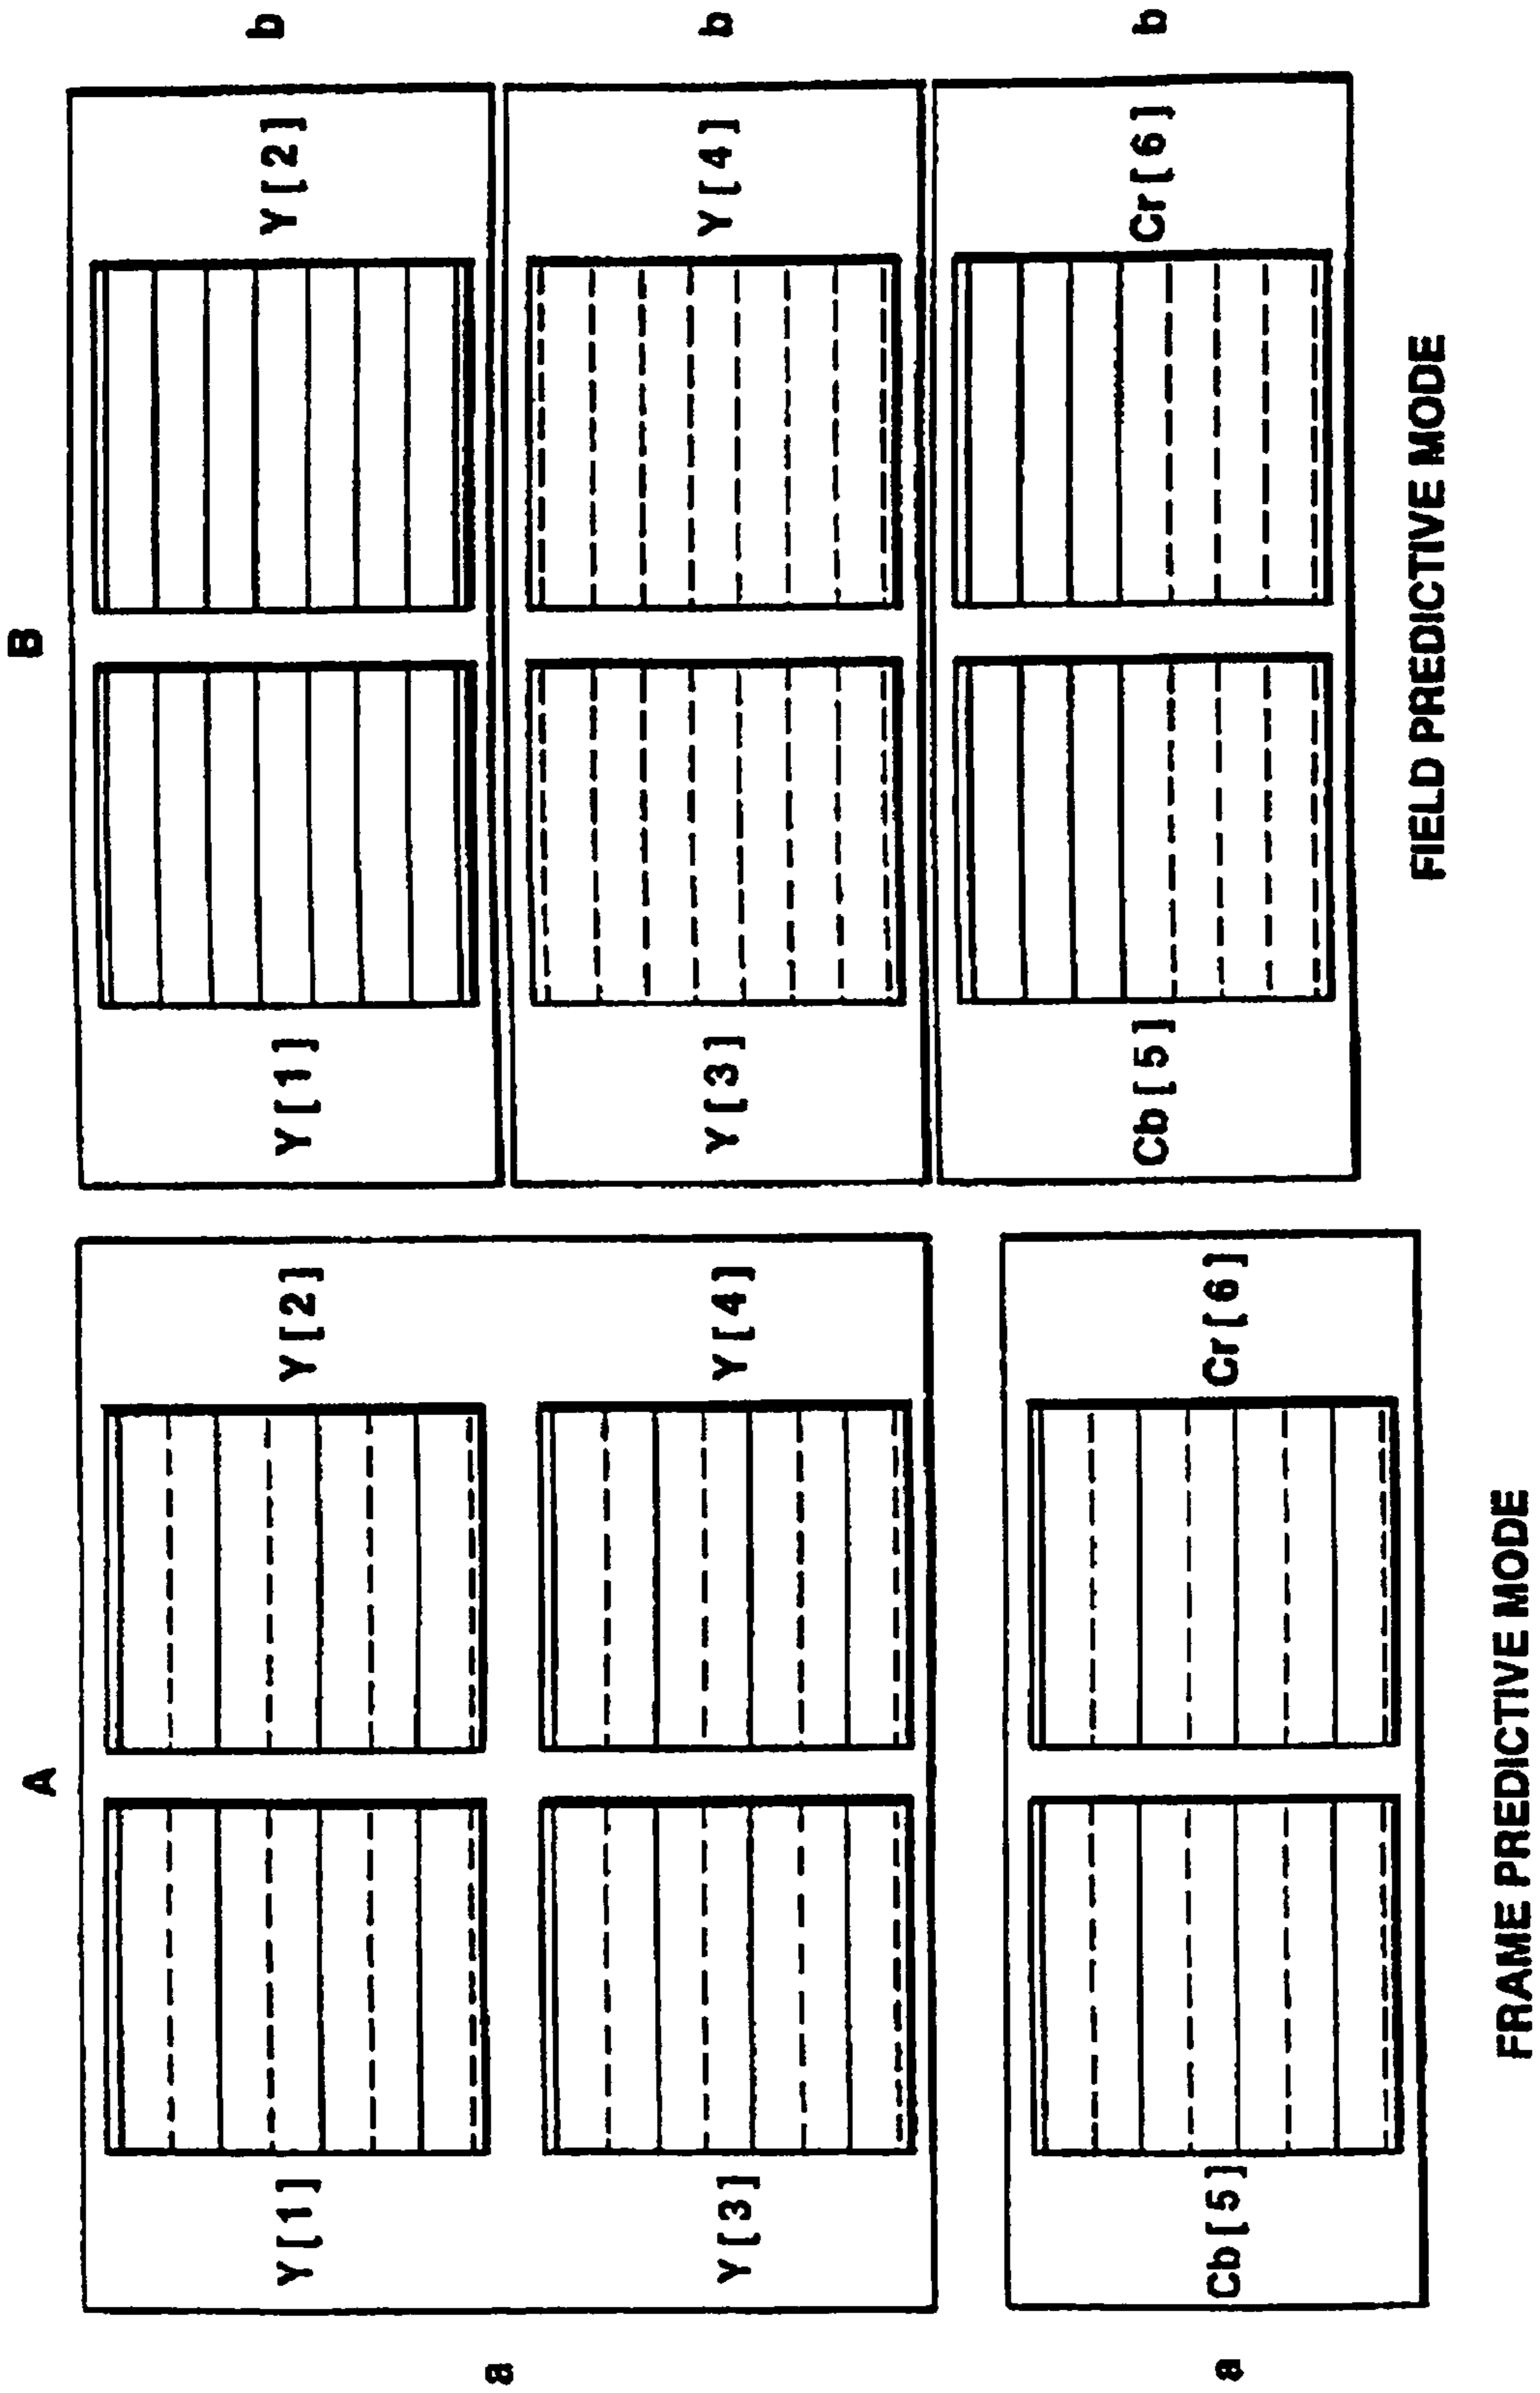 A
a
Y[1]
Y[2]
Y[3]
Y[4]
a
Cb[5]
Cr[6]
FRAME PREDICTIVE MODE
B
Y[1]
Y[2]
b
Y[3]
Y[4]
b
Cb[5]
Cr[6]
b
FIELD PREDICTIVE MODE